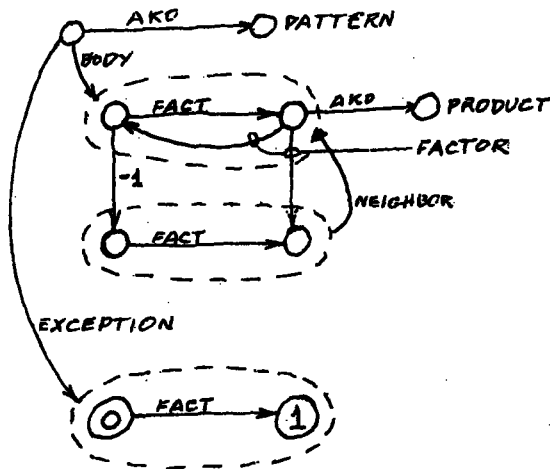 AKO PATTERN
BODY
FACT AKO PRODUCT
FACTOR
-1
NEIGHBOR
FACT
EXCEPTION
0 FACT 1